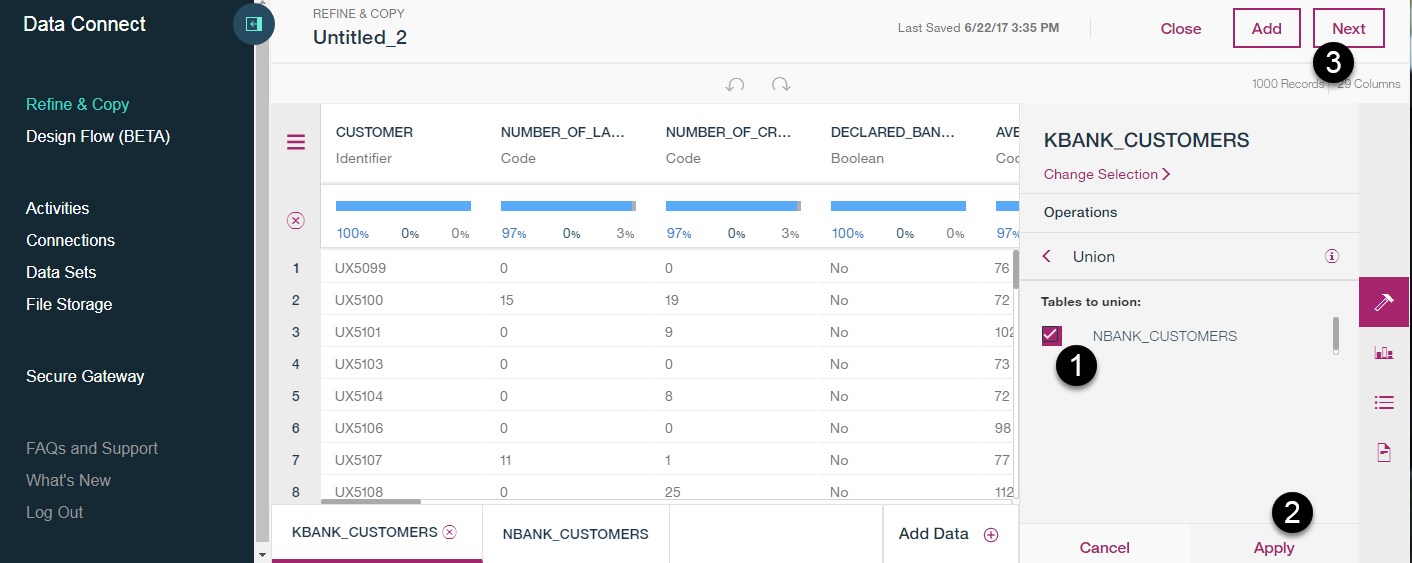 Data Connect
Refine & Copy
Design Flow (BETA)
Activities
Connections
Data Sets
File Storage
Secure Gateway
FAQs and Support
What's New
Log Out
REFINE & COPY
Untitled_2
Last Saved 6/22/17 3:35 PM
Close
Add
Next
3
1000 Records
29 Columns
CUSTOMER NUMBER_OF_LA... NUMBER_OF_CR... DECLARED_BAN... AVE
Identifier Code Code Boolean Coc
100% 0% 0% 97% 0% 3% 97% 0% 3% 100% 0% 0% 97%
1 UX5099 0 0 No 76
2 UX5100 15 19 No 72
3 UX5101 0 9 No 102
4 UX5103 0 0 No 73
5 UX5104 0 8 No 72
6 UX5106 0 0 No 98
7 UX5107 11 1 No 77
8 UX5108 0 25 No 112
KBANK_CUSTOMERS
NBANK_CUSTOMERS
Add Data
KBANK_CUSTOMERS
Change Selection
Operations
Union
Tables to union:
NBANK_CUSTOMERS
1
2
Cancel
Apply